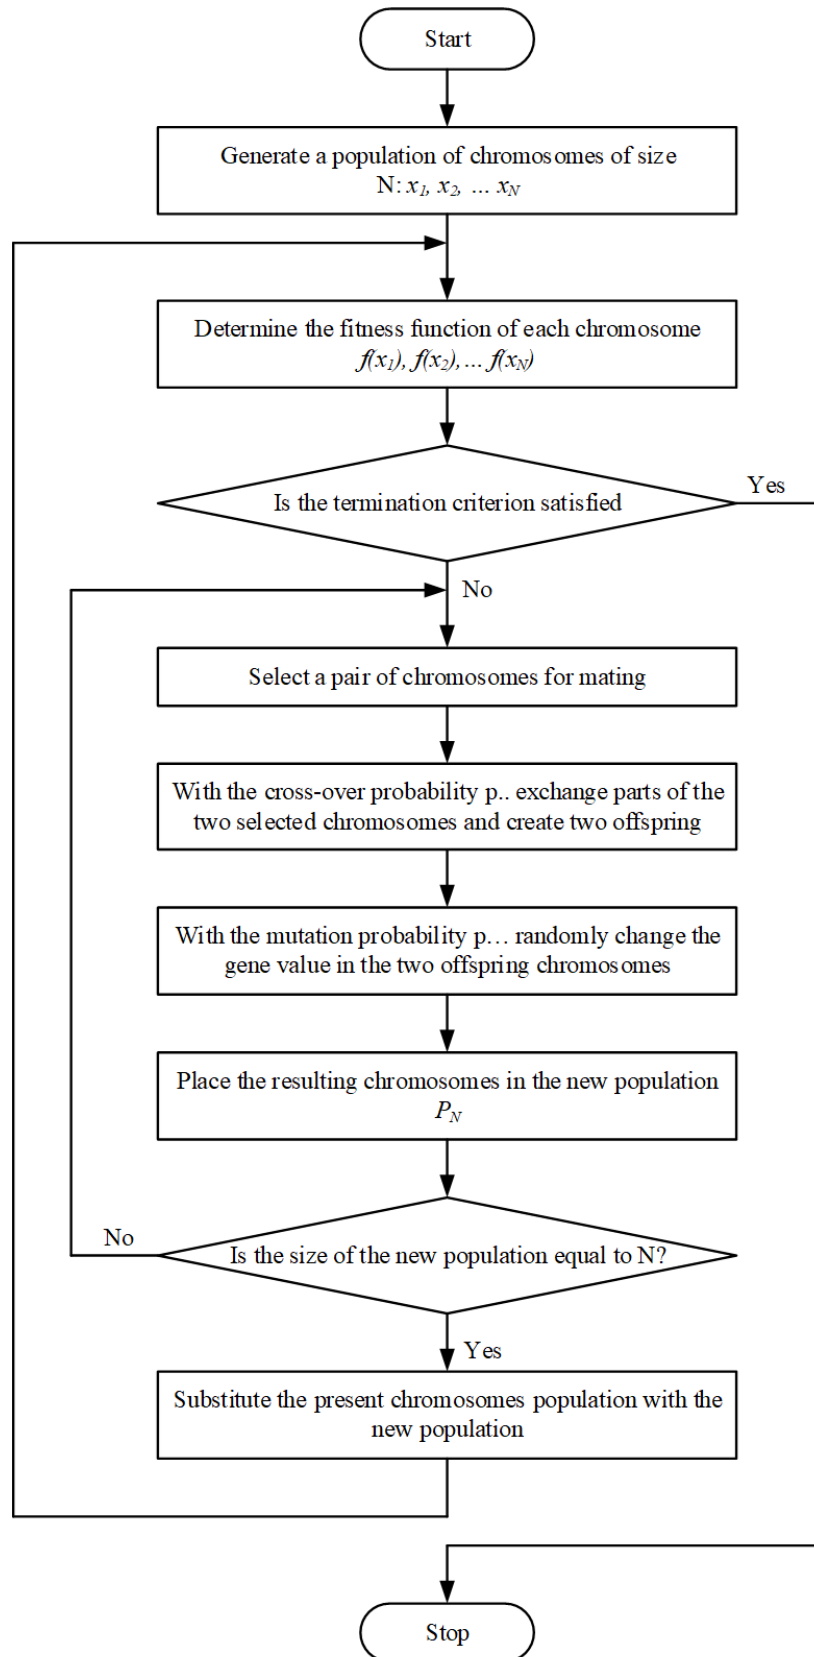 Start
Generate a population of chromosomes of size
N: x1, x2, ... xN
Determine the fitness function of each chromosome
f(x1), f(x2), ... f(xN)
Is the termination criterion satisfied
Yes
No
Select a pair of chromosomes for mating
With the cross-over probability p.. exchange parts of the
two selected chromosomes and create two offspring
With the mutation probability p... randomly change the
gene value in the two offspring chromosomes
Place the resulting chromosomes in the new population
PN
No
Is the size of the new population equal to N?
Yes
Substitute the present chromosomes population with the
new population
Stop